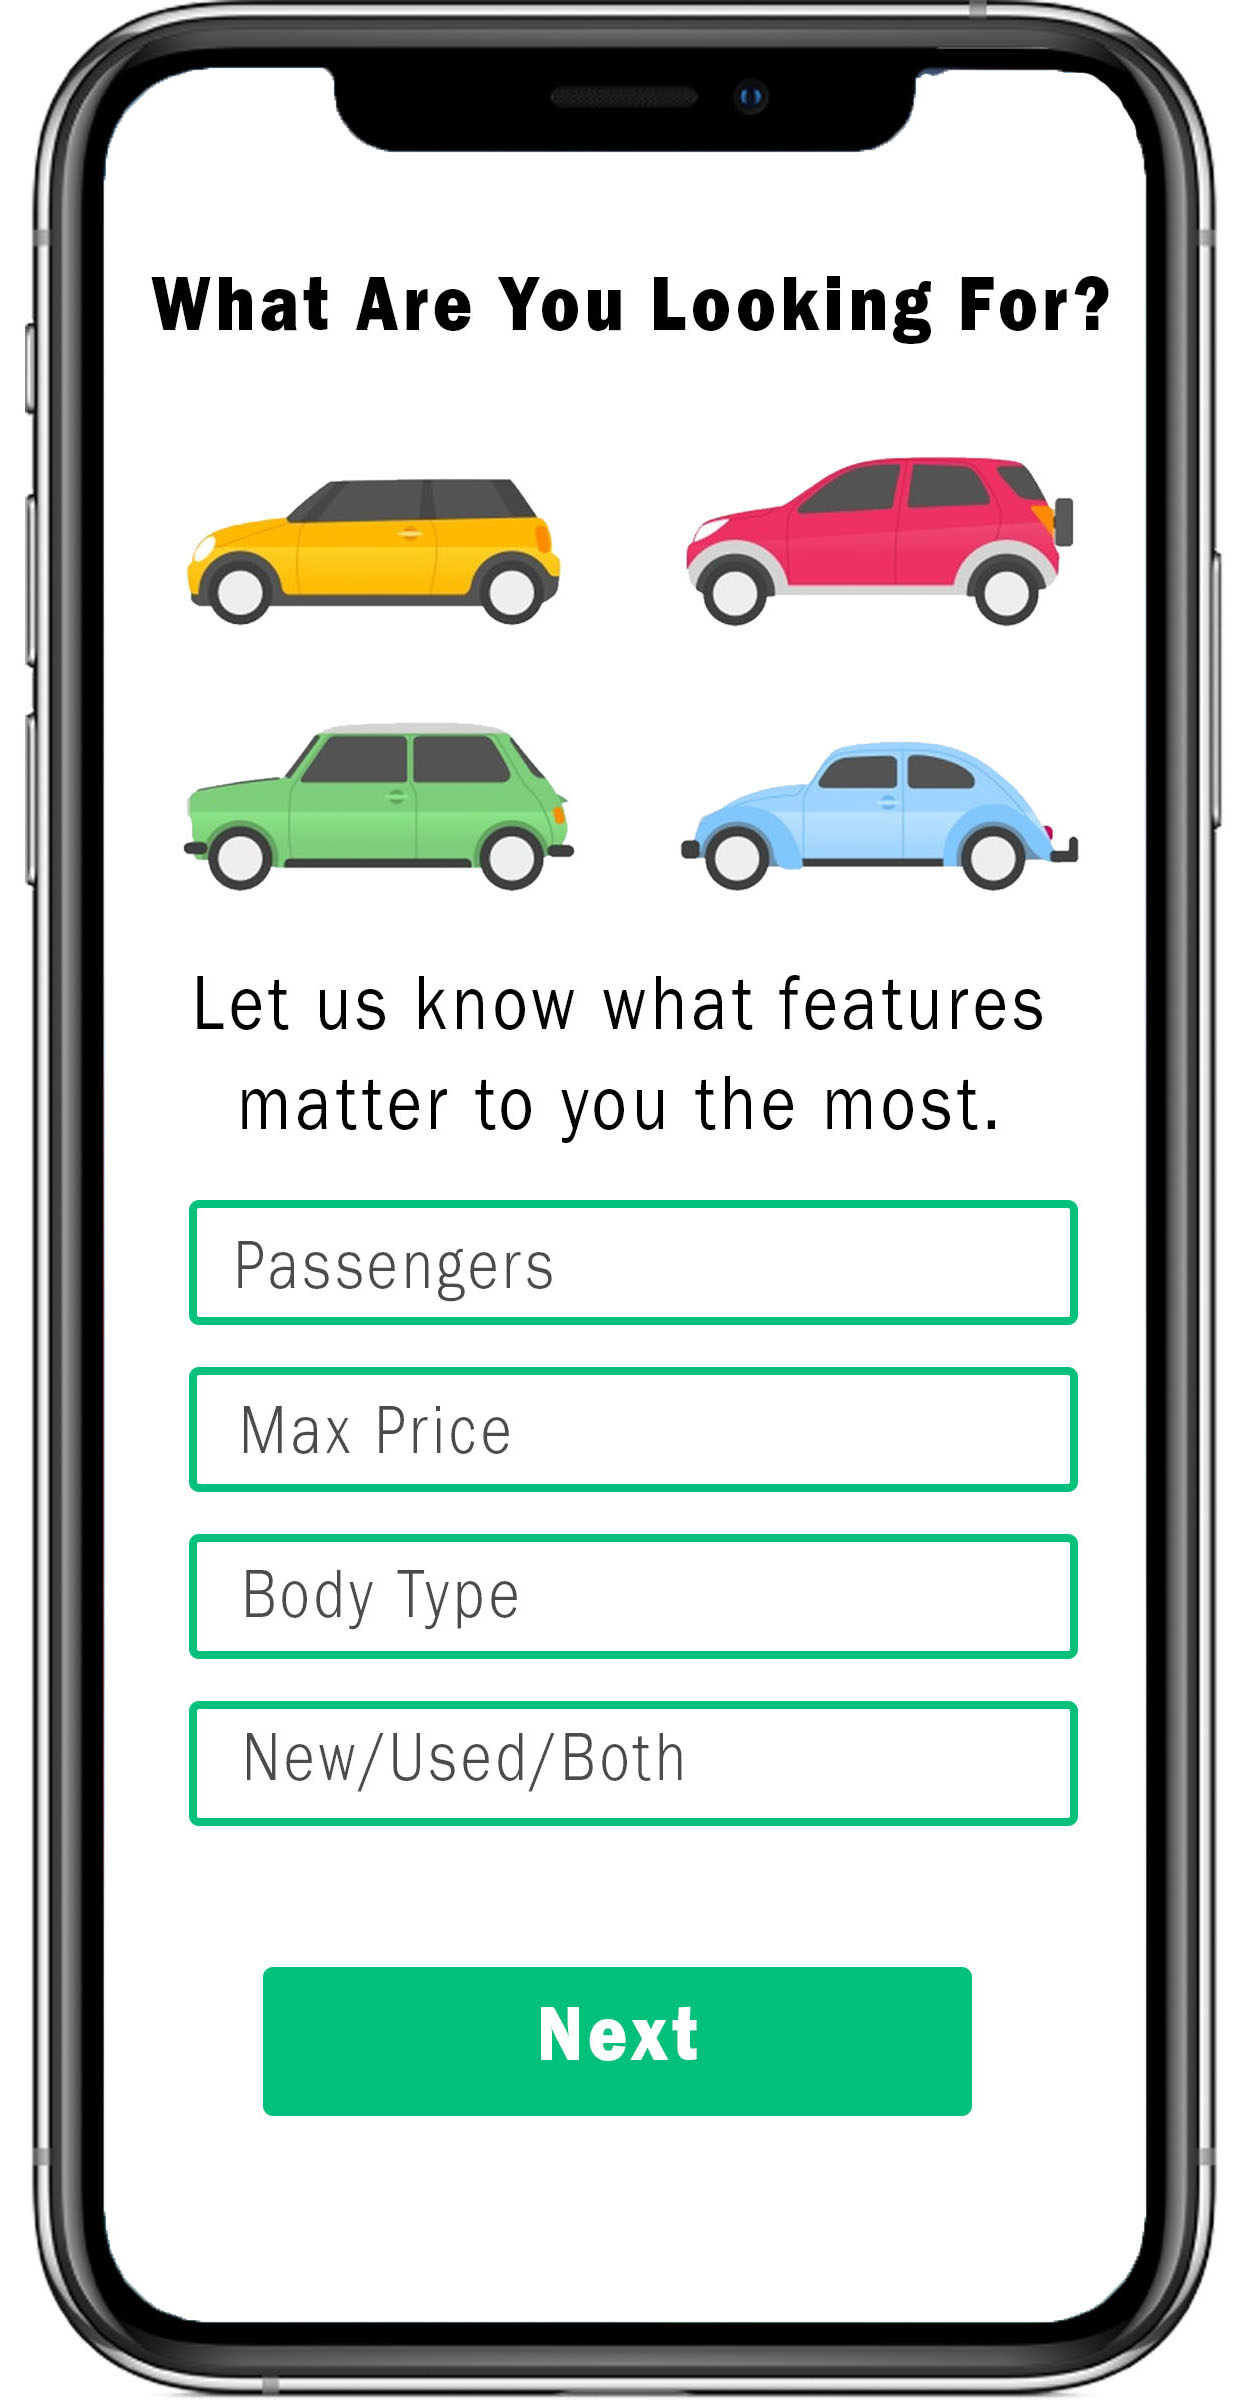 What Are You Looking For?
Let us know what features
matter to you the most.
Passengers
Max Price
Body Type
New/Used/Both
Next